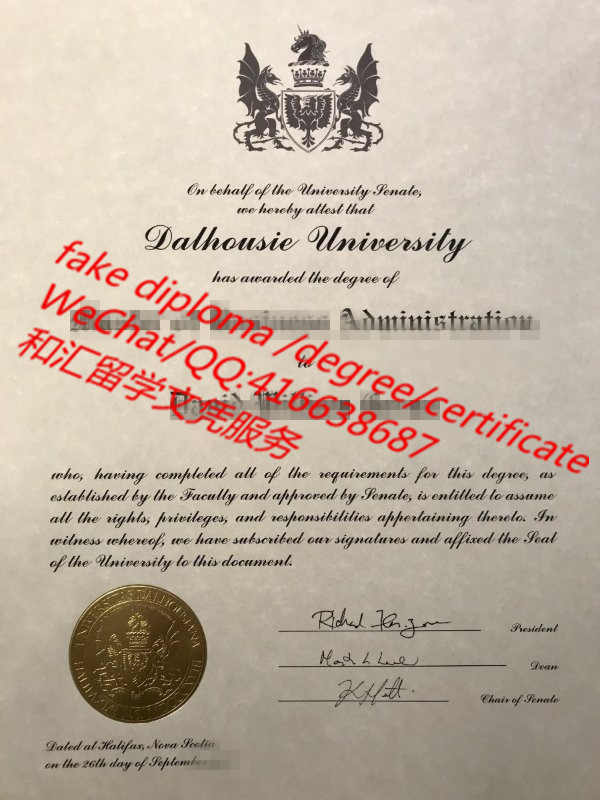 On behalf of the University Senate,
we hereby attest that
Dalhousie University
has awarded the degree of
Administration
to
fake diploma /degree/certificate
WeChat/QQ:416638687
和汇留学文凭服务
who, having completed all of the requirements for this degree, as
established by the Faculty and approved by Senate, is entitled to assume
all the rights, privileges, and responsibilities appertaining thereto. In
witness whereof, we have subscribed our signatures and affixed the Seal
of the University to this document.
President
Dean
Chair of Senate
Dated at Halifax, Nova Scotia
on the 26th day of September